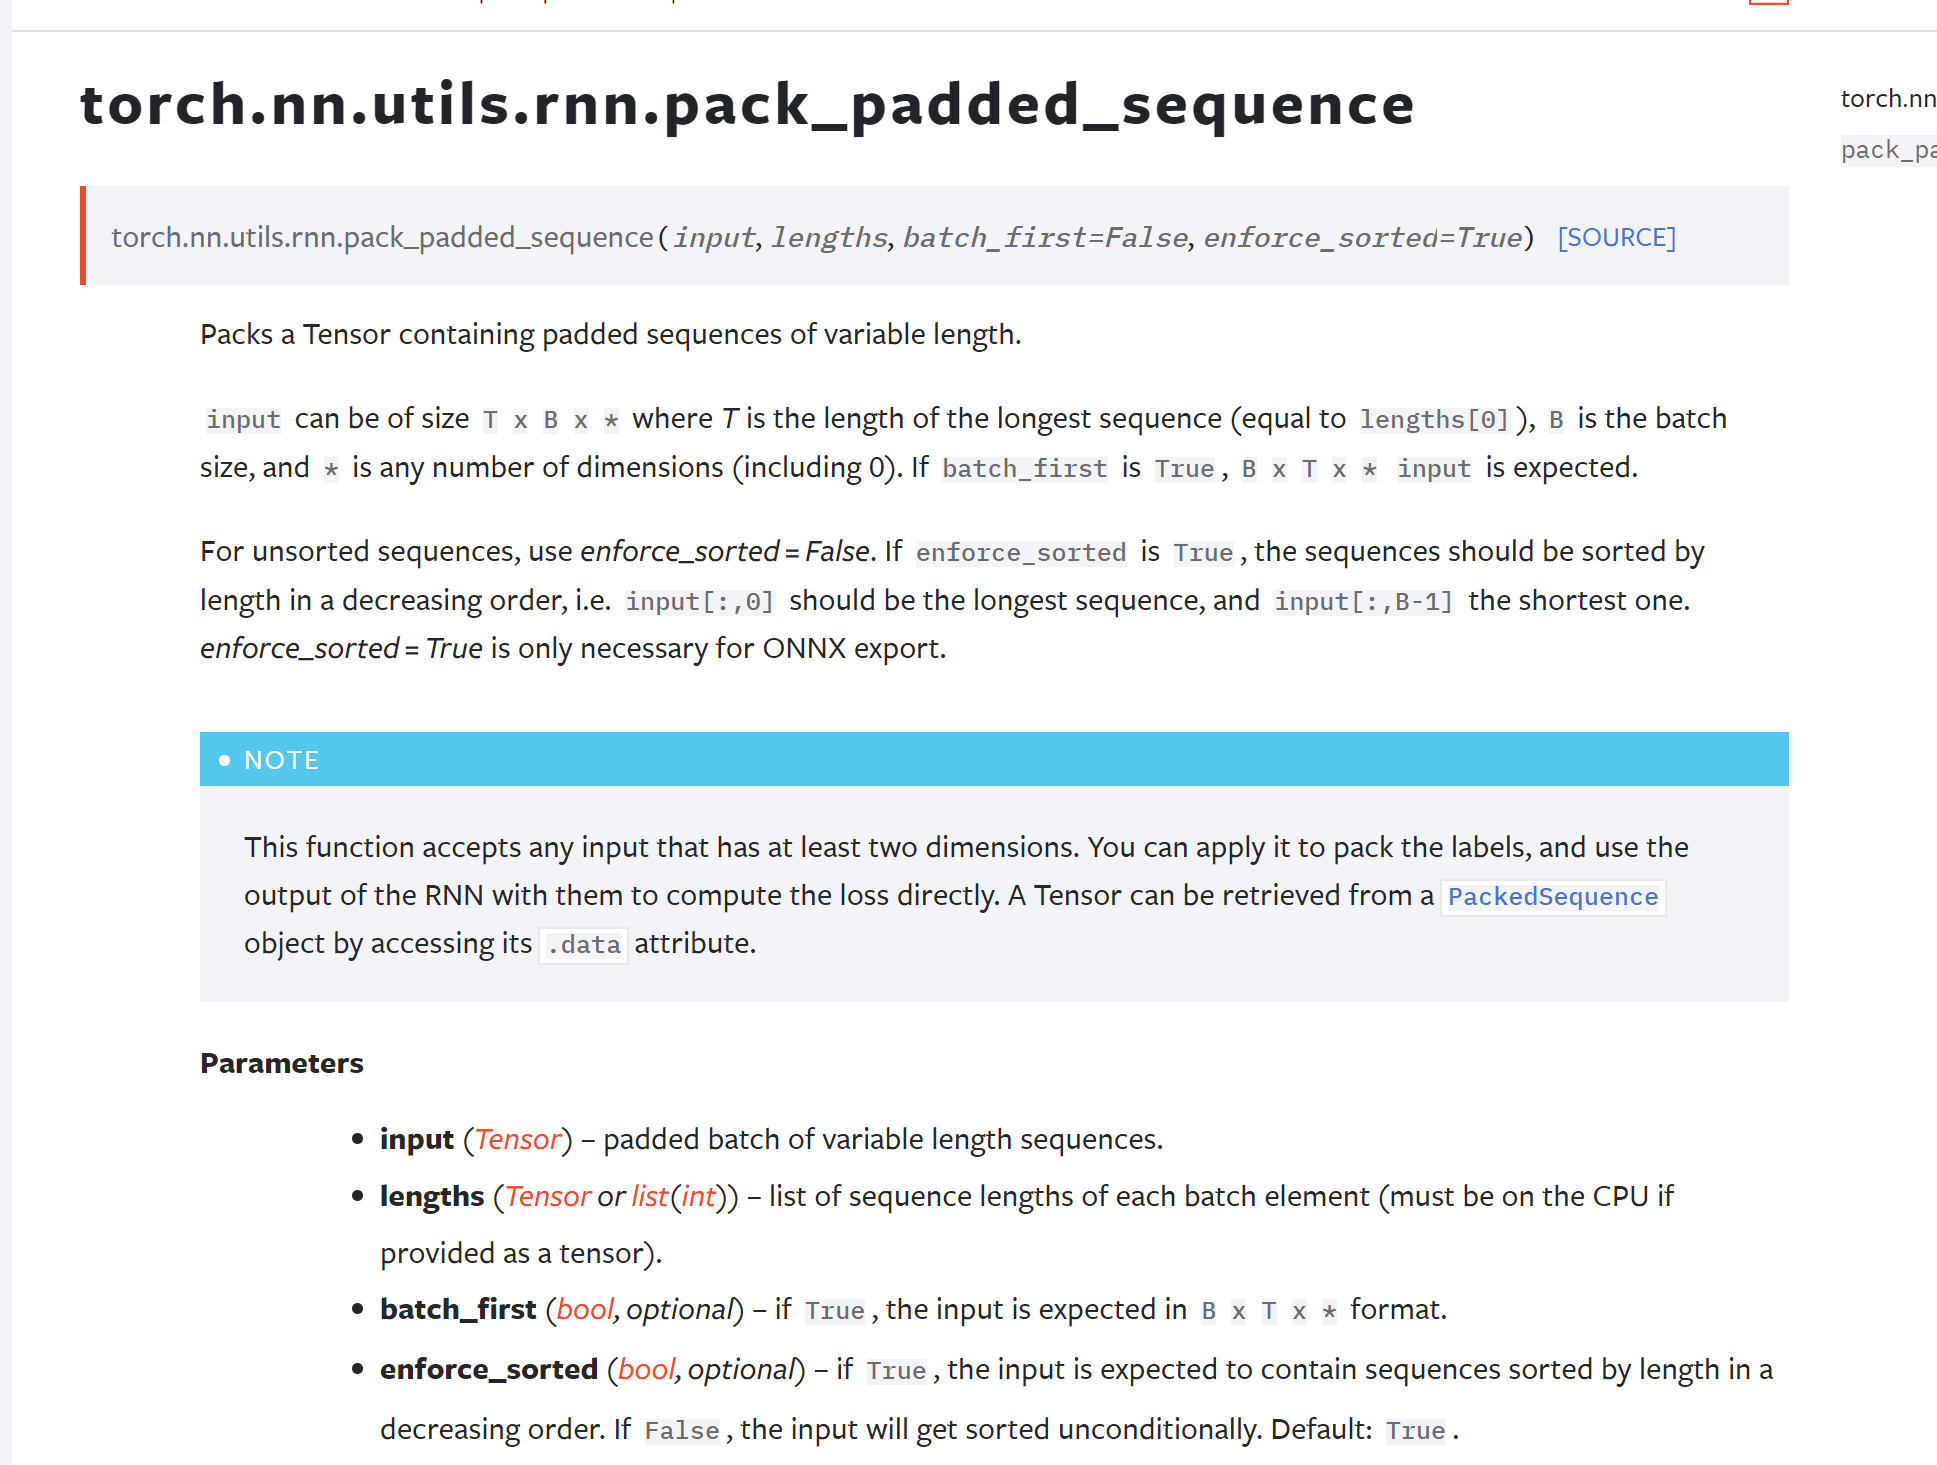 torch.nn.utils.rnn.pack_padded_sequence
torch.nn
pack_pa
torch.nn.utils.rnn.pack_padded_sequence(input, lengths, batch_first=False, enforce_sorted=True) [SOURCE]
Packs a Tensor containing padded sequences of variable length.
input can be of size T x B x * where T is the length of the longest sequence (equal to lengths[0]), B is the batch
size, and * is any number of dimensions (including 0). If batch_first is True, B x T x * input is expected.
For unsorted sequences, use enforce_sorted = False. If enforce_sorted is True, the sequences should be sorted by
length in a decreasing order, i.e. input[:,0] should be the longest sequence, and input[:,B-1] the shortest one.
enforce_sorted = True is only necessary for ONNX export.
• NOTE
This function accepts any input that has at least two dimensions. You can apply it to pack the labels, and use the
output of the RNN with them to compute the loss directly. A Tensor can be retrieved from a PackedSequence
object by accessing its .data attribute.
Parameters
• input (Tensor) – padded batch of variable length sequences.
• lengths (Tensor or list(int)) – list of sequence lengths of each batch element (must be on the CPU if
provided as a tensor).
• batch_first (bool, optional) – if True, the input is expected in B x T x * format.
• enforce_sorted (bool, optional) – if True, the input is expected to contain sequences sorted by length in a
decreasing order. If False, the input will get sorted unconditionally. Default: True.